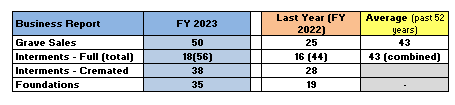 Business Report FY 2023 Last Year (FY 2022) Average (past 52 years)
Grave Sales 50 25 43
Interments - Full (total) 18(56) 16 (44) 43 (combined)
Interments - Cremated 38 28
Foundations 35 19 -